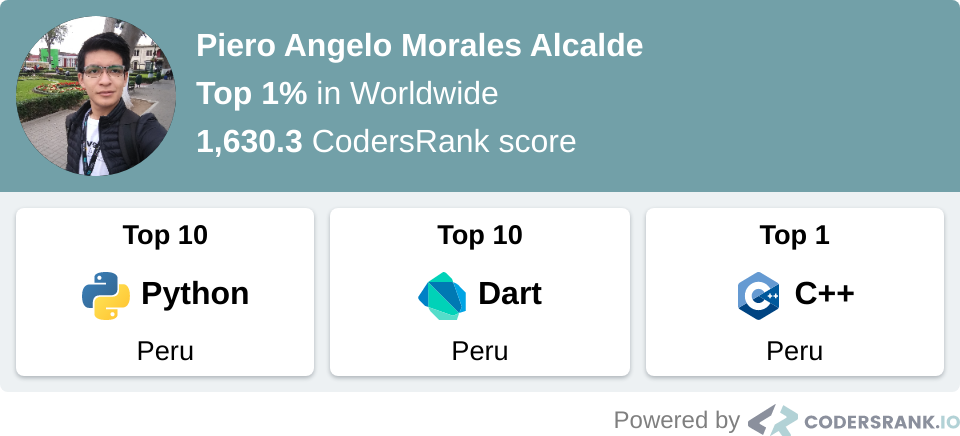 Piero Angelo Morales Alcalde
Top 1% in Worldwide
1,630.3 CodersRank score
Top 10
Python
Peru
Top 10
Dart
Peru
Top 1
C++
Peru
Powered by CODERSRANK.IO